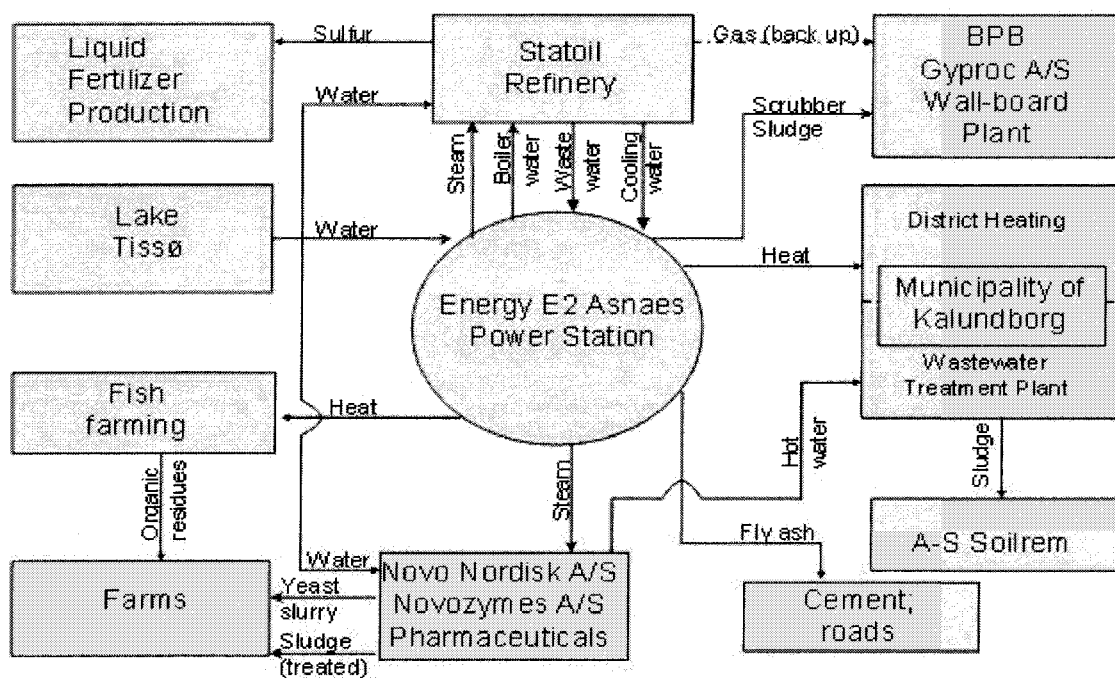 Liquid
Fertilizer
Production
Sulfur
Statoil
Refinery
Gas (back up)
BPB
Gyproc A/S
Wall-board
Plant
Water
Scrubber
Sludge
Steam
Boiler
water
Waste
water
Cooling
water
Lake
Tissø
Water
Energy E2 Asnaes
Power Station
Heat
District Heating
Municipality of
Kalundborg
Wastewater
Treatment Plant
Fish
farming
Heat
Organic
residues
Steam
Hot
water
Sludge
Fly ash
A-S Soilrem
Farms
Water
Yeast
slurry
Sludge
(treated)
Novo Nordisk A/S
Novozymes A/S
Pharmaceuticals
Cement;
roads